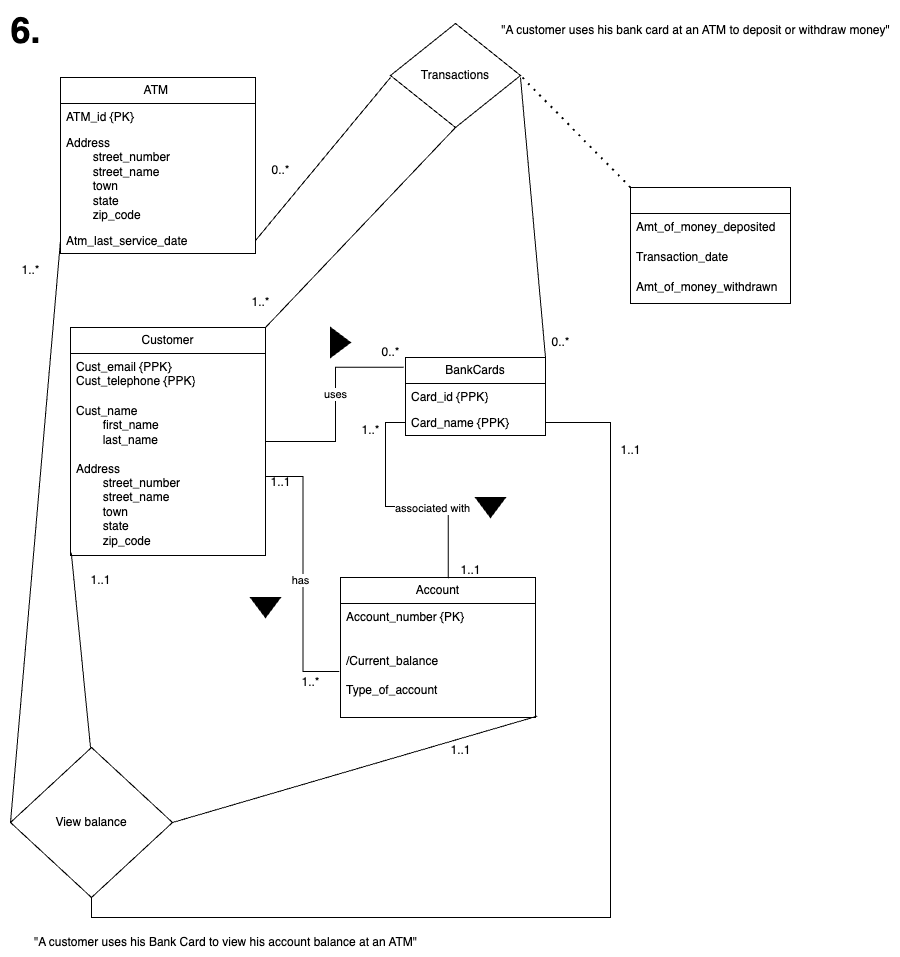 6.
"A customer uses his bank card at an ATM to deposit or withdraw money"
Transactions
ATM
ATM_id {PK}
Address
street_number
street_name
town
state
zip_code
Atm_last_service_date
0..*
1..*
Amt_of_money_deposited
Transaction_date
Amt_of_money_withdrawn
1..*
Customer
Cust_email {PPK}
Cust_telephone {PPK}
Cust_name
first_name
last_name
Address
street_number
street_name
town
state
zip_code
uses
0..*
0..*
BankCards
Card_id {PPK}
Card_name {PPK}
1..*
1..1
1..1
associated with
1..1
has
1..1
1..*
Account
Account_number {PK}
/Current_balance
Type_of_account
1..1
View balance
"A customer uses his Bank Card to view his account balance at an ATM"